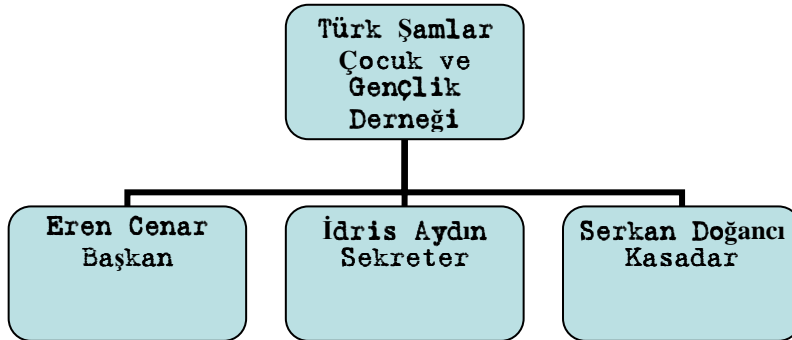 Türk Şamlar
Çocuk ve
Gençlik
Derneği
Eren Cenar
Başkan
İdris Aydın
Sekreter
Serkan Doğancı
Kasadar